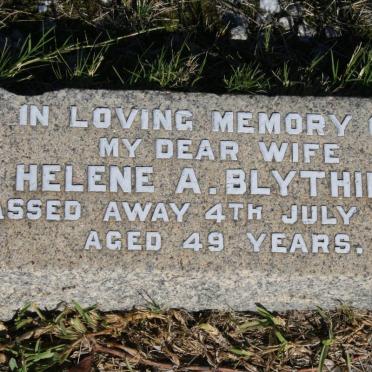 IN LOVING MEMORY
MY DEAR WIFE
HELENE A. BLYTHI
ASSED AWAY 4TH JULY
AGED 49 YEARS.